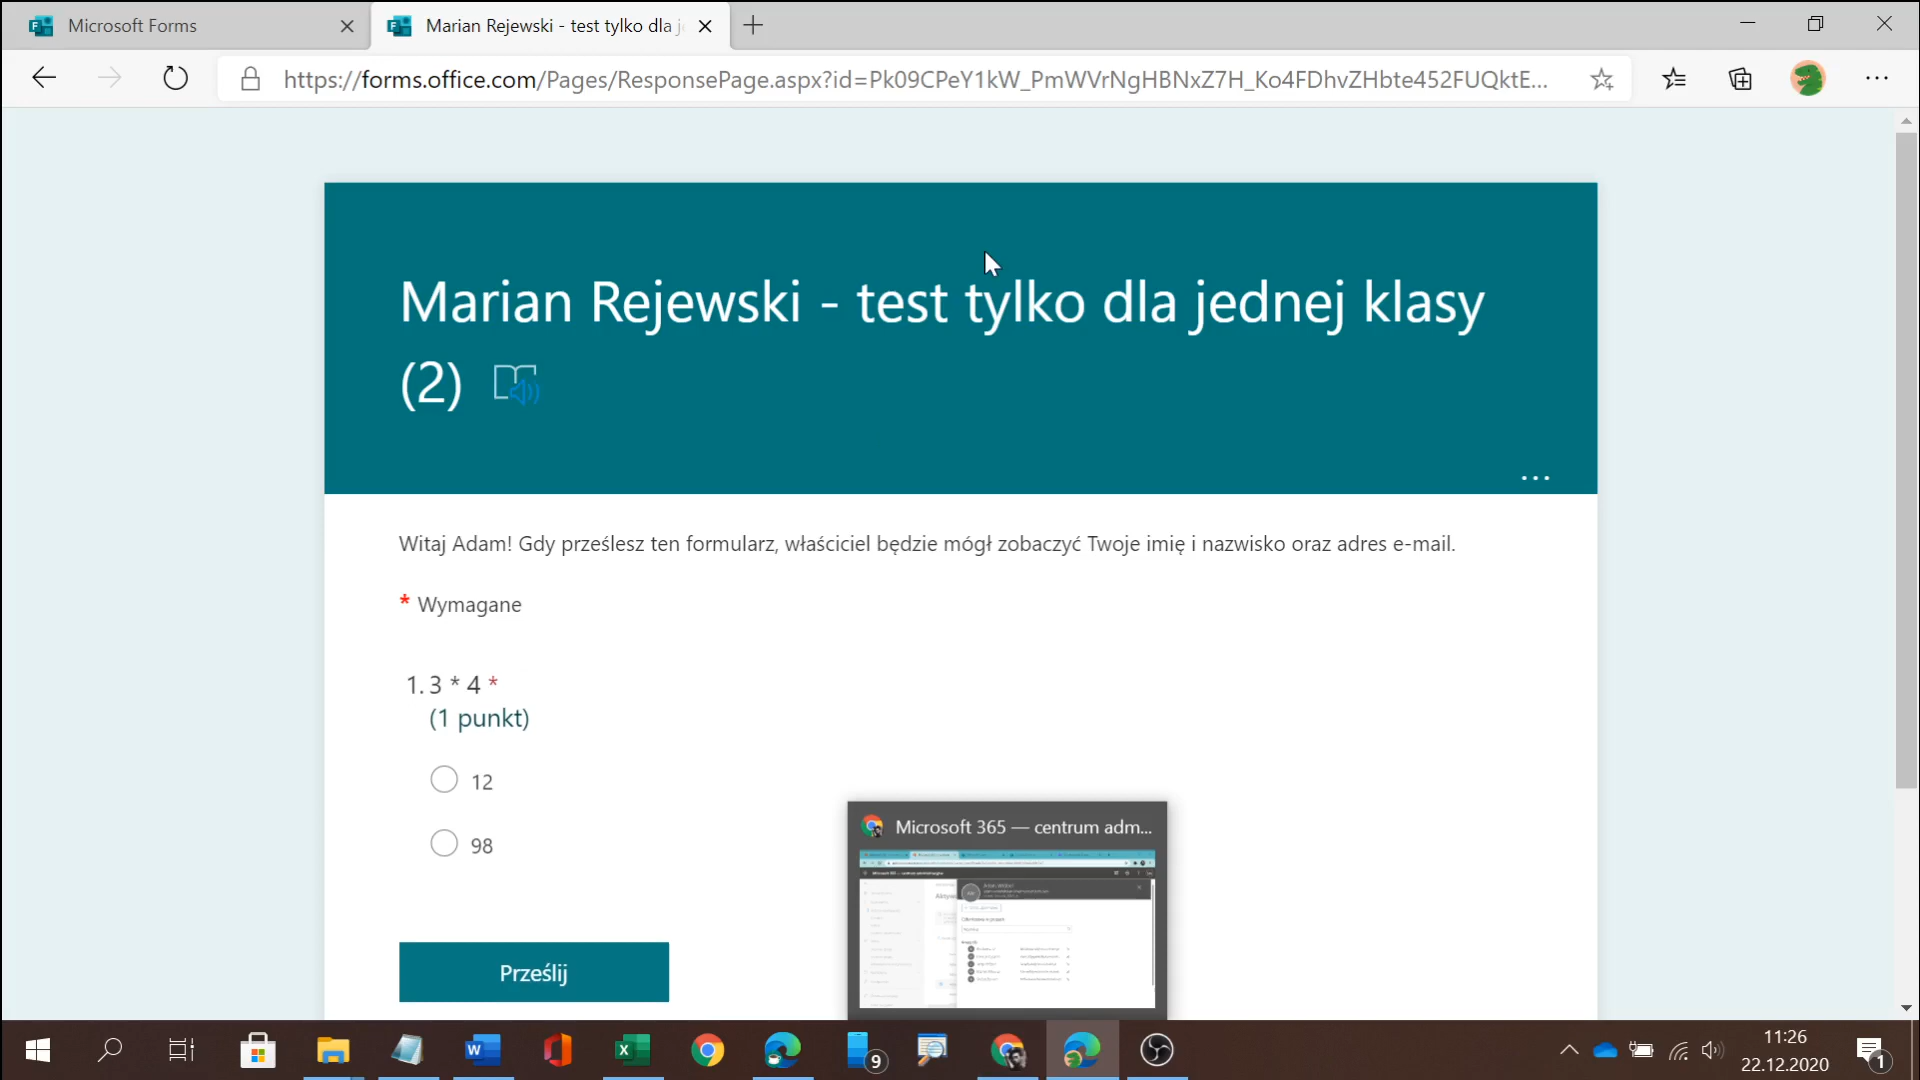 Microsoft Forms
Marian Rejewski - test tylko dla j
https://forms.office.com/Pages/ResponsePage.aspx?id=Pk09CPeY1kW_PmWVrNgHBNxZ7H_Ko4FDhvZHbte452FUQktE...
Marian Rejewski - test tylko dla jednej klasy
(2)
Witaj Adam! Gdy prześlesz ten formularz, właściciel będzie mógł zobaczyć Twoje imię i nazwisko oraz adres e-mail.
* Wymagane
1. 3 * 4 *
(1 punkt)
12
98
Microsoft 365 — centrum adm...
Prześlij
9
11:26
22.12.2020
1